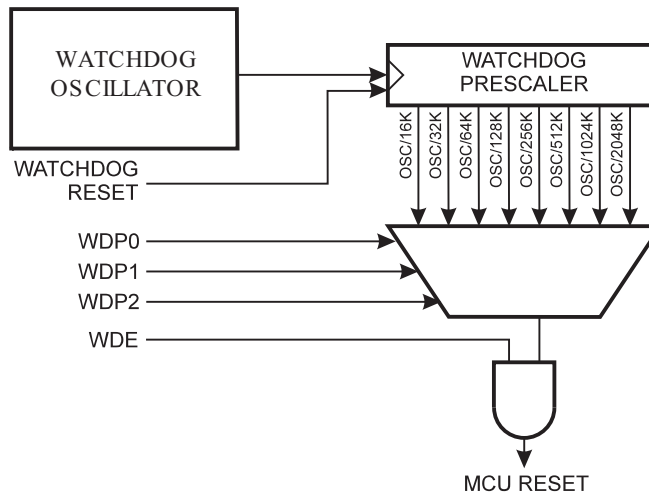 WATCHDOG
OSCILLATOR
WATCHDOG
PRESCALER
WATCHDOG
RESET
OSC/16K
OSC/32K
OSC/64K
OSC/128K
OSC/256K
OSC/512K
OSC/1024K
OSC/2048K
WDP0
WDP1
WDP2
WDE
MCU RESET